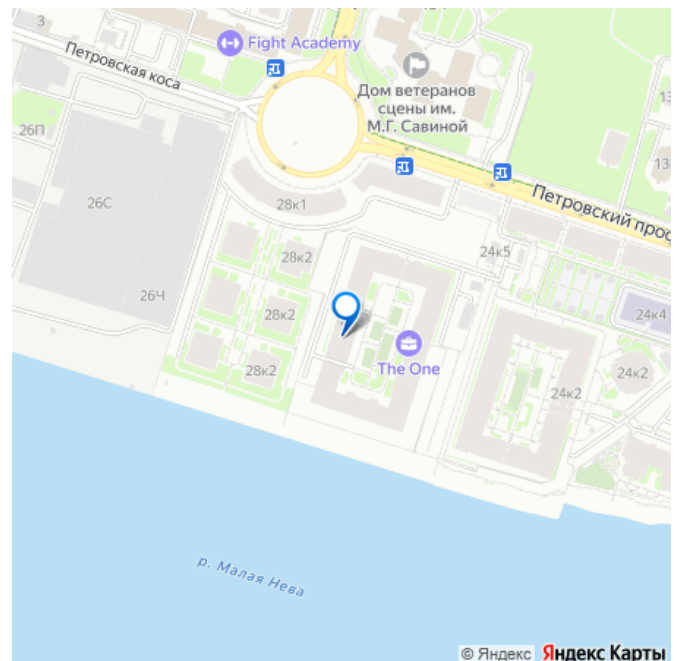 3
Fight Academy
Петровская коса
Дом ветеранов
сцены им.
М.Г. Савиной
26П
13
26С
28к1
Петровский прос
24к5
28к2
26Ч
28к2
24к4
The One
28к2
24к2
24к2
р. Малая Нева
© Яндекс Яндекс Карты